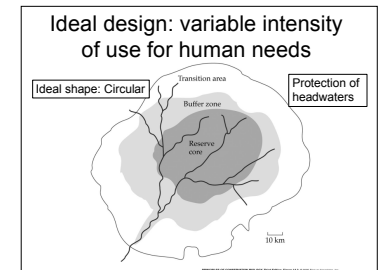 Ideal design: variable intensity
of use for human needs
Transition area
Ideal shape: Circular
Protection of
headwaters
Buffer zone
Reserve
core
10 km